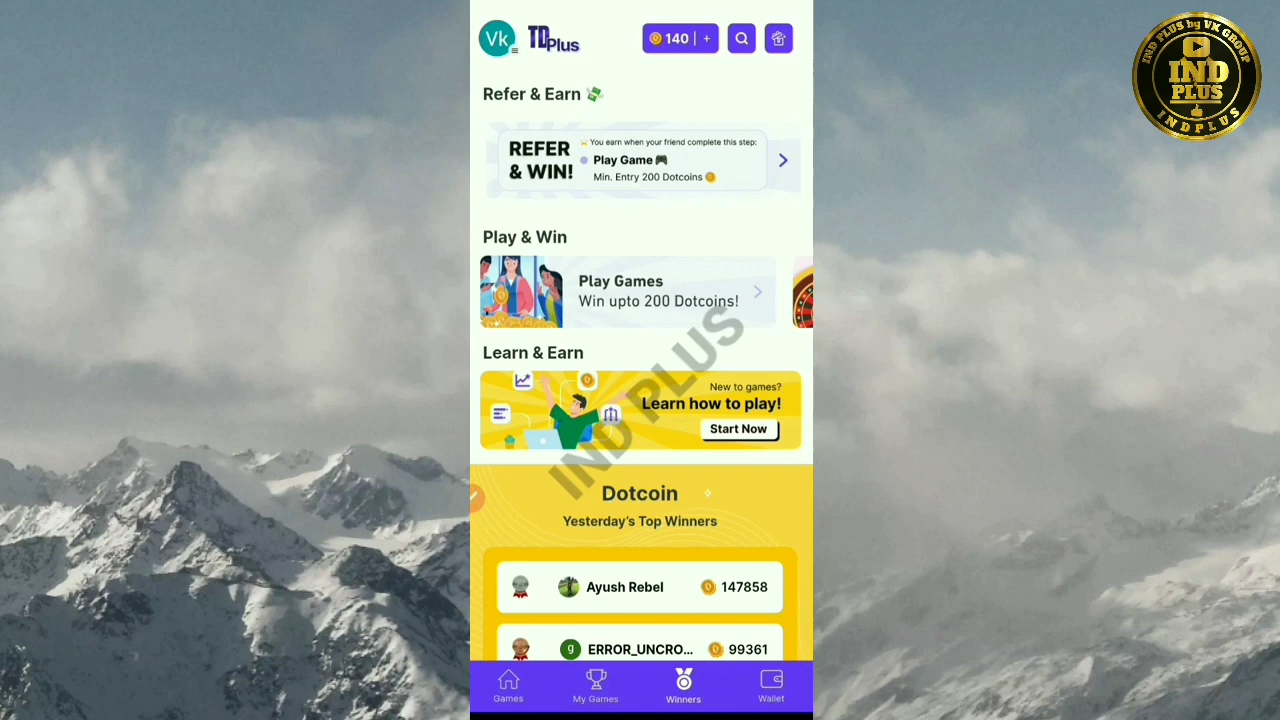 Vk
TD Plus
140 | +
Refer & Earn
REFER & WIN!
You earn when your friend complete this step:
Play Game
Min. Entry 200 Dotcoins
Play & Win
Play Games
Win upto 200 Dotcoins!
Learn & Earn
New to games?
Learn how to play!
Start Now
IND PLUS
Dotcoin
Yesterday's Top Winners
Ayush Rebel 147858
g ERROR_UNCRO... 99361
Games My Games Winners Wallet
IND PLUS by VK GROUP
IND
PLUS
INDPLUS